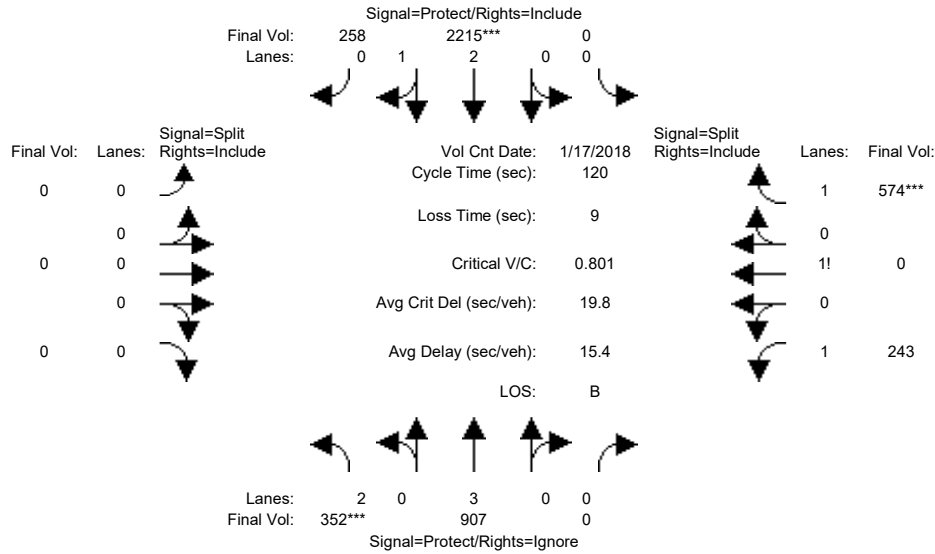 Signal=Protect/Rights=Include
Final Vol: 258 2215*** 0
Lanes: 0 1 2 0 0
Signal=Split
Final Vol: Lanes: Rights=Include
Vol Cnt Date: 1/17/2018
Signal=Split
Rights=Include Lanes: Final Vol:
Cycle Time (sec): 120
0 0
1 574***
Loss Time (sec): 9
0
0
0 0
Critical V/C: 0.801
1! 0
0
Avg Crit Del (sec/veh): 19.8
0
0 0
Avg Delay (sec/veh): 15.4
1 243
LOS: B
Lanes: 2 0 3 0 0
Final Vol: 352*** 907 0
Signal=Protect/Rights=Ignore